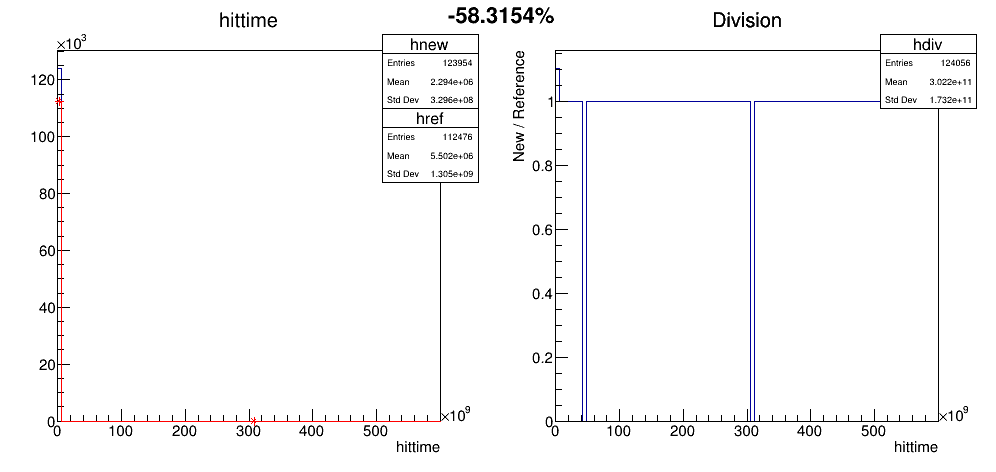 -58.3154%
hittime
×10³
120
100
80
60
40
20
0
0 100 200 300 400 500
×10⁹
hittime
hnew
Entries 123954
Mean 2.294e+06
Std Dev 3.296e+08
href
Entries 112476
Mean 5.502e+06
Std Dev 1.305e+09
Division
New / Reference
1
0.8
0.6
0.4
0.2
0
0 100 200 300 400 500
×10⁹
hittime
hdiv
Entries 124056
Mean 3.022e+11
Std Dev 1.732e+11